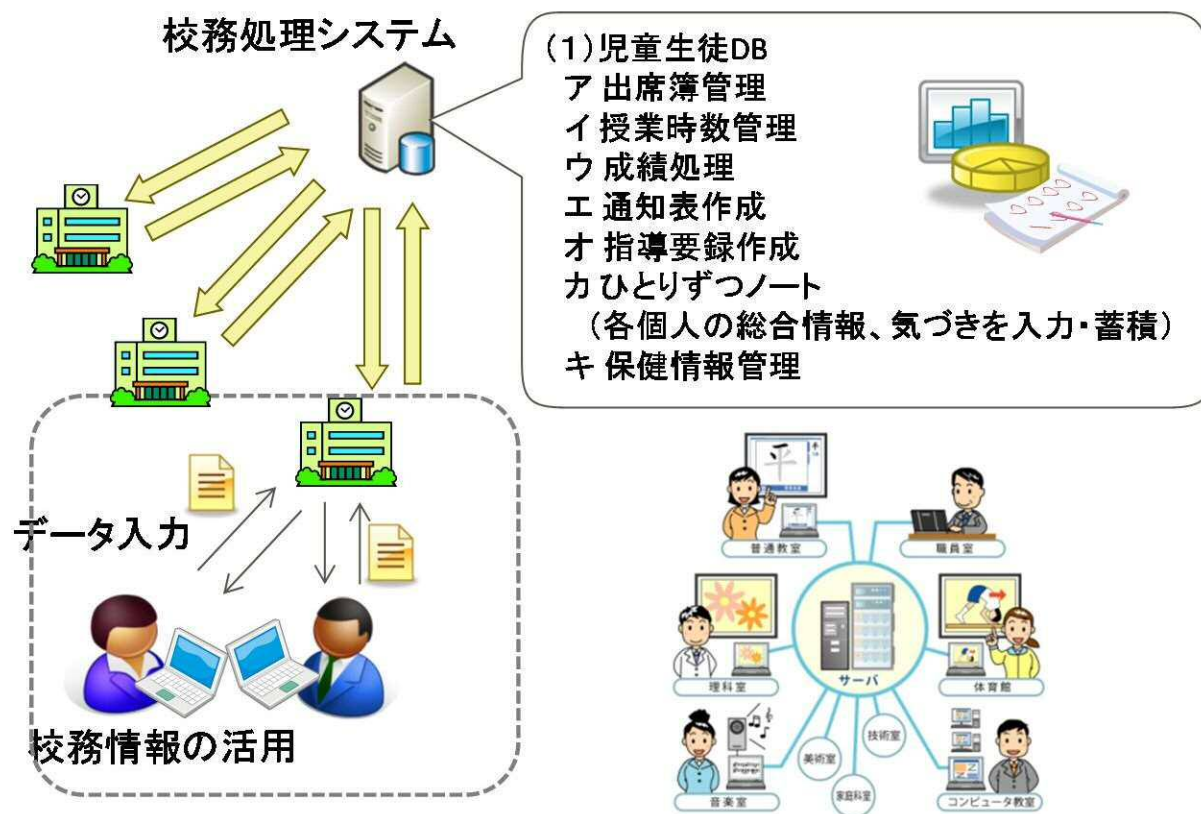 校務処理システム
(1)児童生徒DB
ア 出席簿管理
イ 授業時数管理
ウ 成績処理
エ 通知表作成
オ 指導要録作成
カ ひとりずつノート
(各個人の総合情報、気づきを入力・蓄積)
キ 保健情報管理
データ入力
校務情報の活用
平
普通教室
職員室
理科室
サーバ
体育館
音楽室
美術室
家庭科室
技術室
コンピュータ教室